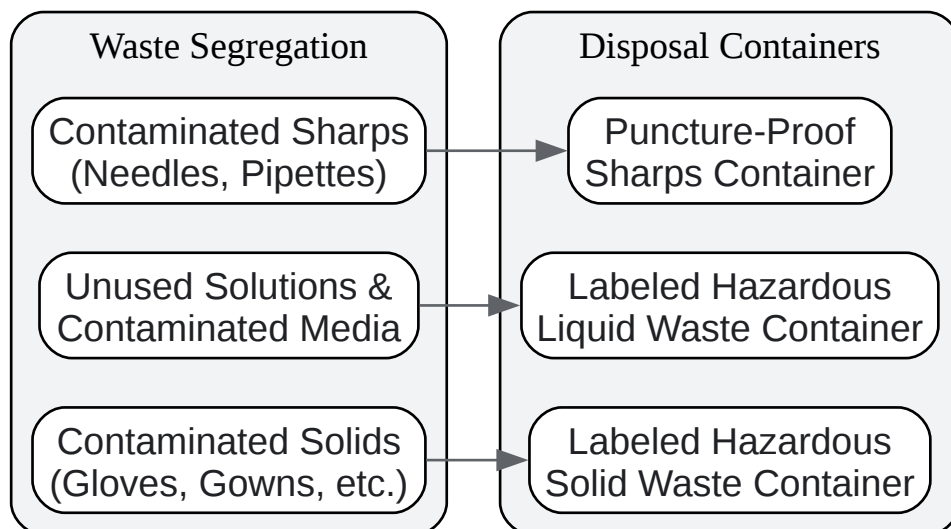 Waste Segregation
Contaminated Sharps
(Needles, Pipettes)
Unused Solutions &
Contaminated Media
Contaminated Solids
(Gloves, Gowns, etc.)
Disposal Containers
Puncture-Proof
Sharps Container
Labeled Hazardous
Liquid Waste Container
Labeled Hazardous
Solid Waste Container